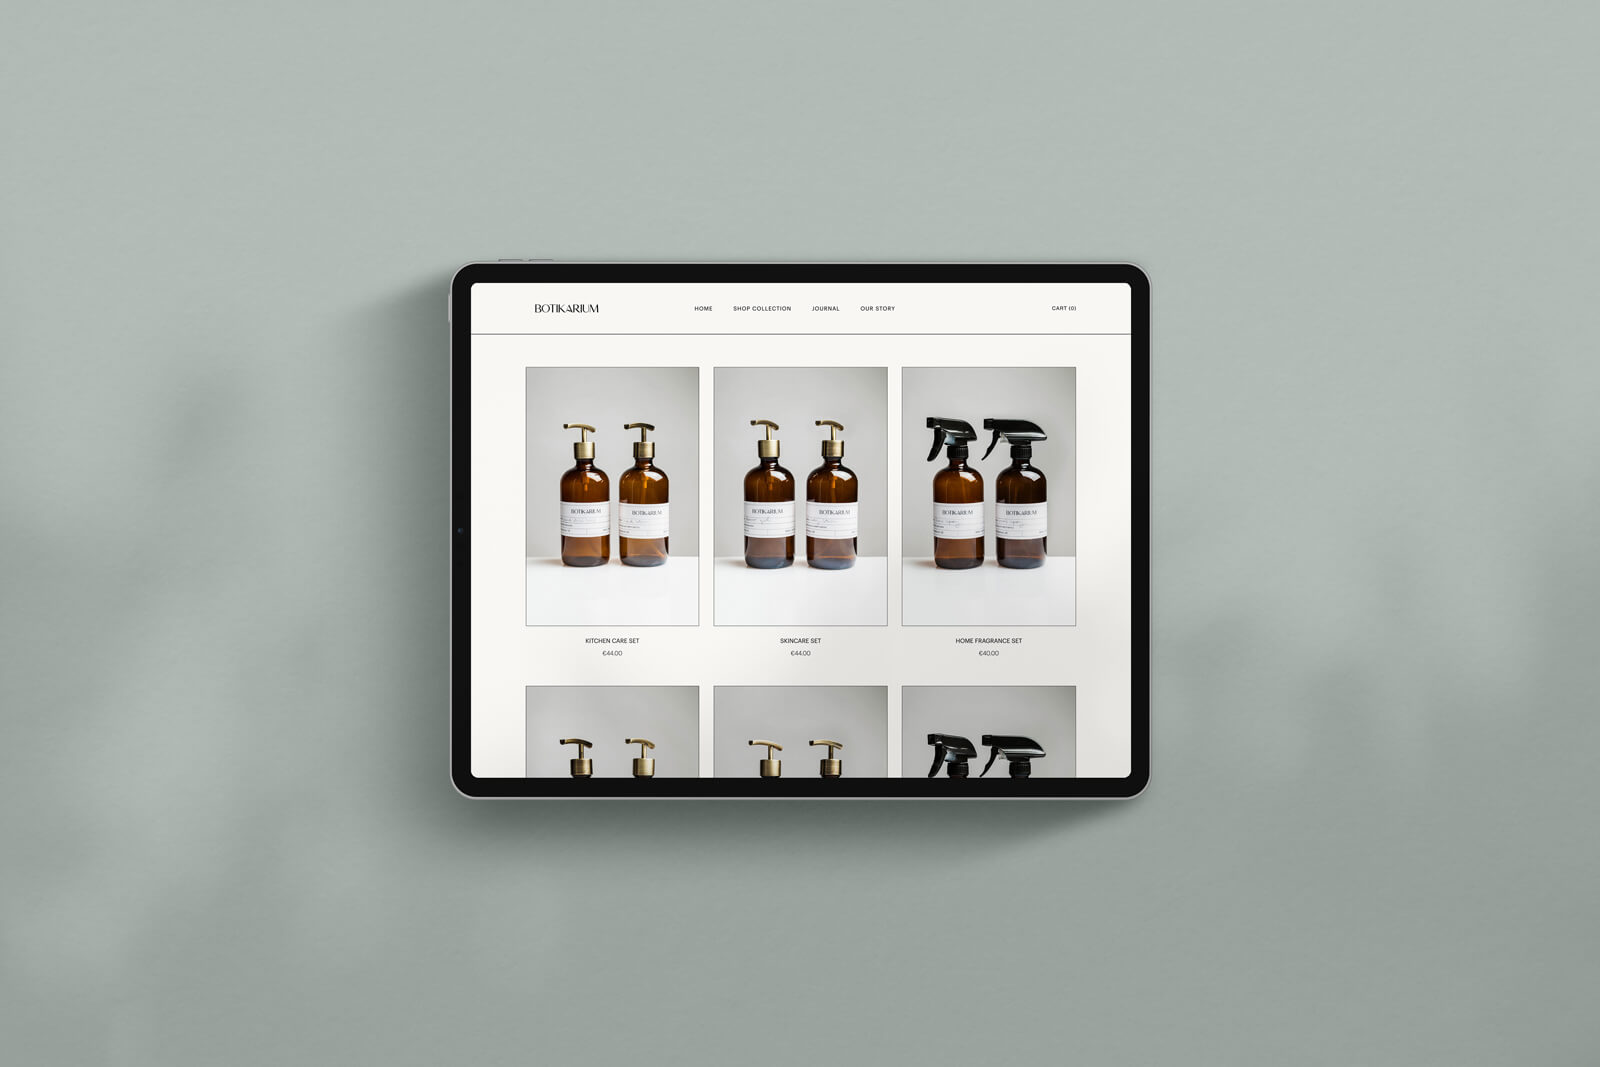 BOTIKARIUM
HOME SHOP COLLECTION JOURNAL OUR STORY
CART (0)
BOTIKARIUM
BOTIKARIUM
BOTIKARIUM
BOTIKARIUM
BOTIKARIUM
BOTIKARIUM
KITCHEN CARE SET
€44.00
SKINCARE SET
€44.00
HOME FRAGRANCE SET
€40.00